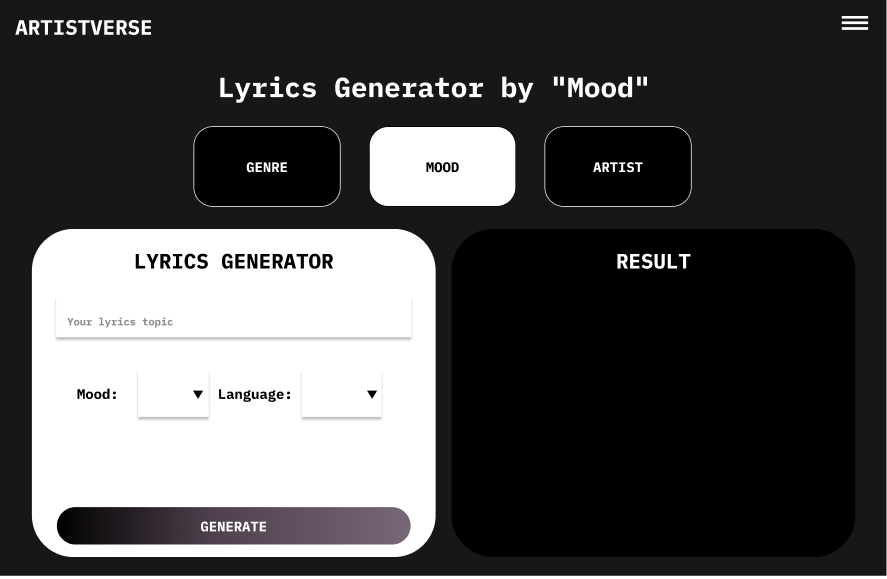 ARTISTVERSE
Lyrics Generator by "Mood"
GENRE
MOOD
ARTIST
LYRICS GENERATOR
Your lyrics topic
Mood:
Language:
GENERATE
RESULT